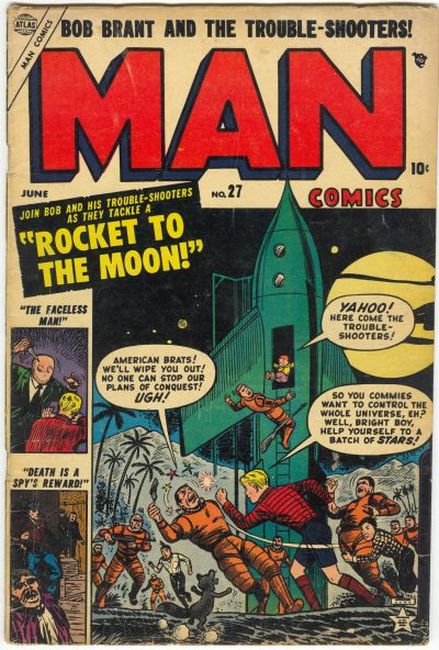 BOB BRANT AND THE TROUBLE-SHOOTERS!
ATLAS
MAN COMICS
MAN
COMICS
10¢
JUNE
NO. 27
JOIN BOB AND HIS TROUBLE-SHOOTERS
AS THEY TACKLE A
"ROCKET TO
THE MOON!"
"THE FACELESS
MAN!"
YAHOO!
HERE COME THE
TROUBLE-
SHOOTERS!
AMERICAN BRATS!
WE'LL WIPE YOU OUT!
NO ONE CAN STOP OUR
PLANS OF CONQUEST!
UGH!
SO YOU COMMIES
WANT TO CONTROL THE
WHOLE UNIVERSE, EH?
WELL, BRIGHT BOY,
HELP YOURSELF TO A
BATCH OF STARS!
"DEATH IS A
SPY'S REWARD!"